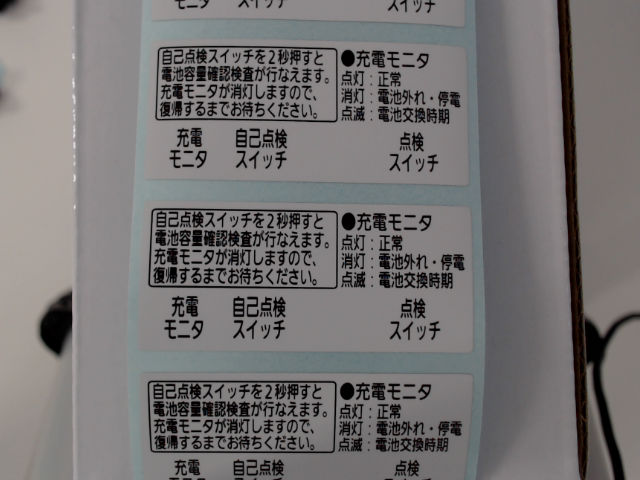 モニタ スイッチ スイッチ
自己点検スイッチを2秒押すと
電池容量確認検査が行なえます。
充電モニタが消灯しますので、
復帰するまでお待ちください。
●充電モニタ
点灯:正常
消灯:電池外れ・停電
点滅:電池交換時期
充電 自己点検 点検
モニタ スイッチ スイッチ
自己点検スイッチを2秒押すと
電池容量確認検査が行なえます。
充電モニタが消灯しますので、
復帰するまでお待ちください。
●充電モニタ
点灯:正常
消灯:電池外れ・停電
点滅:電池交換時期
充電 自己点検 点検
モニタ スイッチ スイッチ
自己点検スイッチを2秒押すと
電池容量確認検査が行なえます。
充電モニタが消灯しますので、
復帰するまでお待ちください。
●充電モニタ
点灯:正常
消灯:電池外れ・停電
点滅:電池交換時期
充電 自己点検 点検